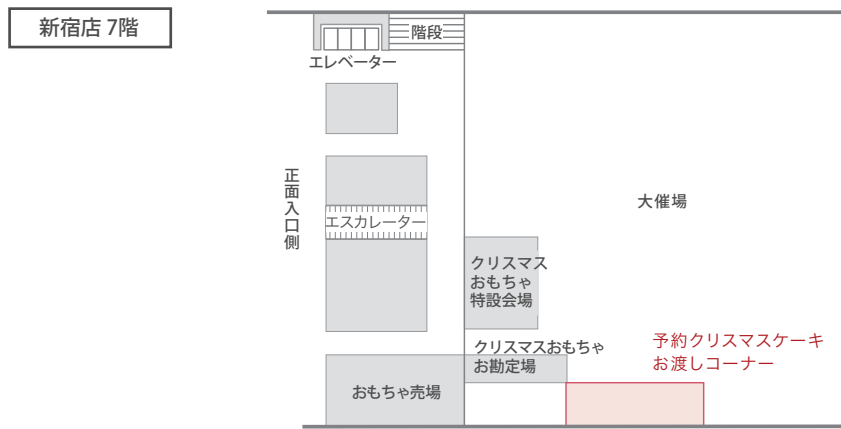 新宿店 7階
階段
エレベーター
正面入口側
エスカレーター
大催場
クリスマス
おもちゃ
特設会場
クリスマスおもちゃ
お勘定場
予約クリスマスケーキ
お渡しコーナー
おもちゃ売場